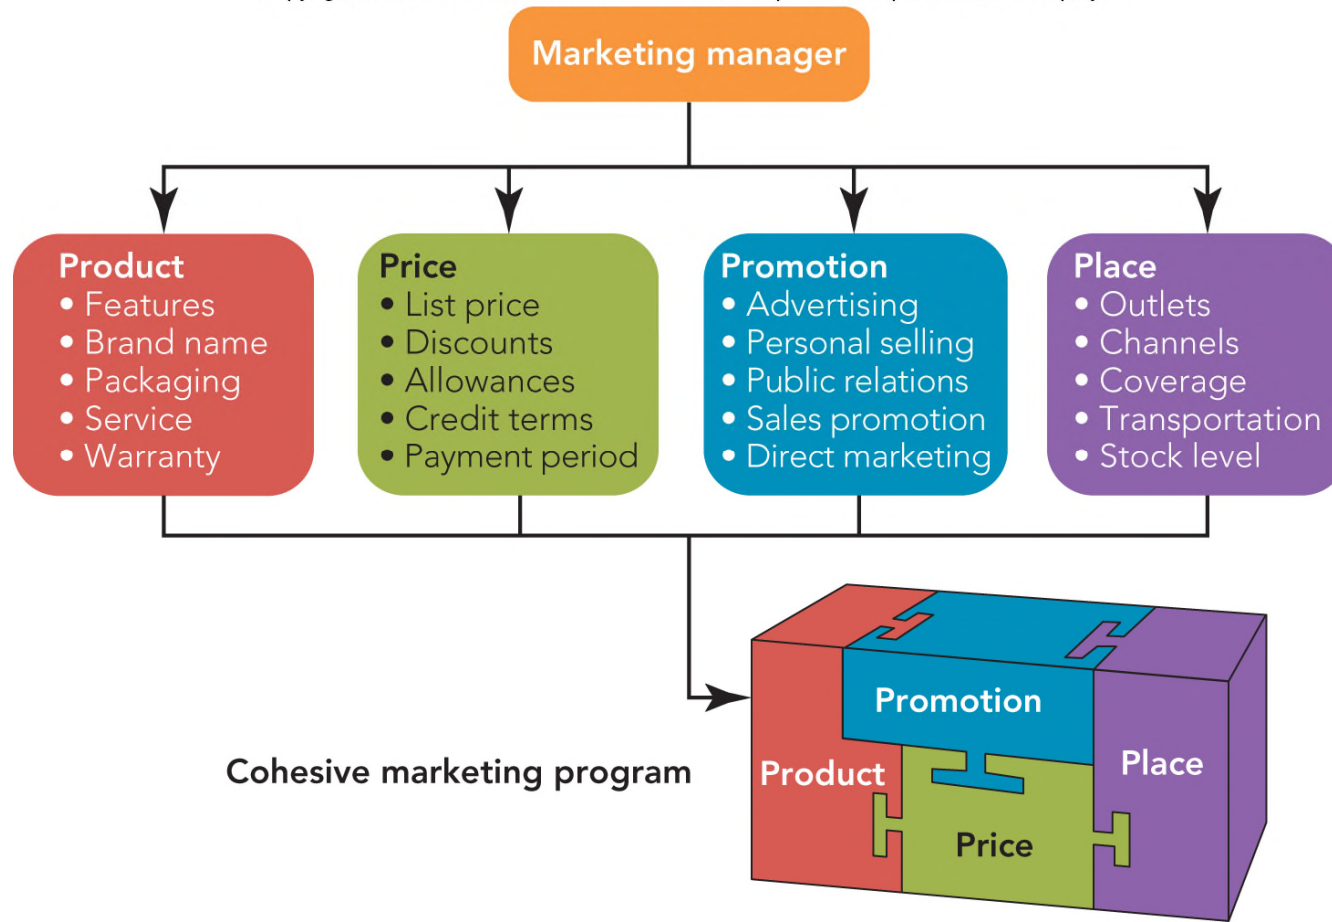 Marketing manager
Product
• Features
• Brand name
• Packaging
• Service
• Warranty
Price
• List price
• Discounts
• Allowances
• Credit terms
• Payment period
Promotion
• Advertising
• Personal selling
• Public relations
• Sales promotion
• Direct marketing
Place
• Outlets
• Channels
• Coverage
• Transportation
• Stock level
Cohesive marketing program
Promotion
Product
Place
Price